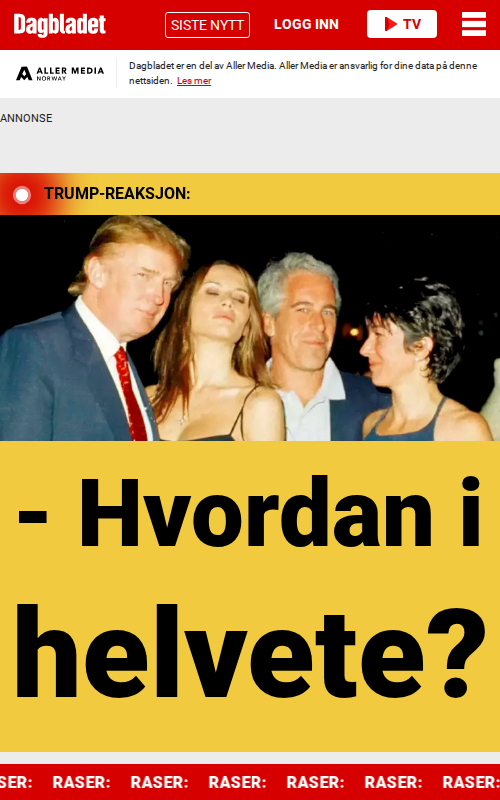 Dagbladet
SISTE NYTT
LOGG INN
TV
ALLER MEDIA
NORWAY
Dagbladet er en del av Aller Media. Aller Media er ansvarlig for dine data på denne
nettsiden. Les mer
ANNONSE
TRUMP-REAKSJON:
- Hvordan i
helvete?
SER: RASER: RASER: RASER: RASER: RASER: RASER: